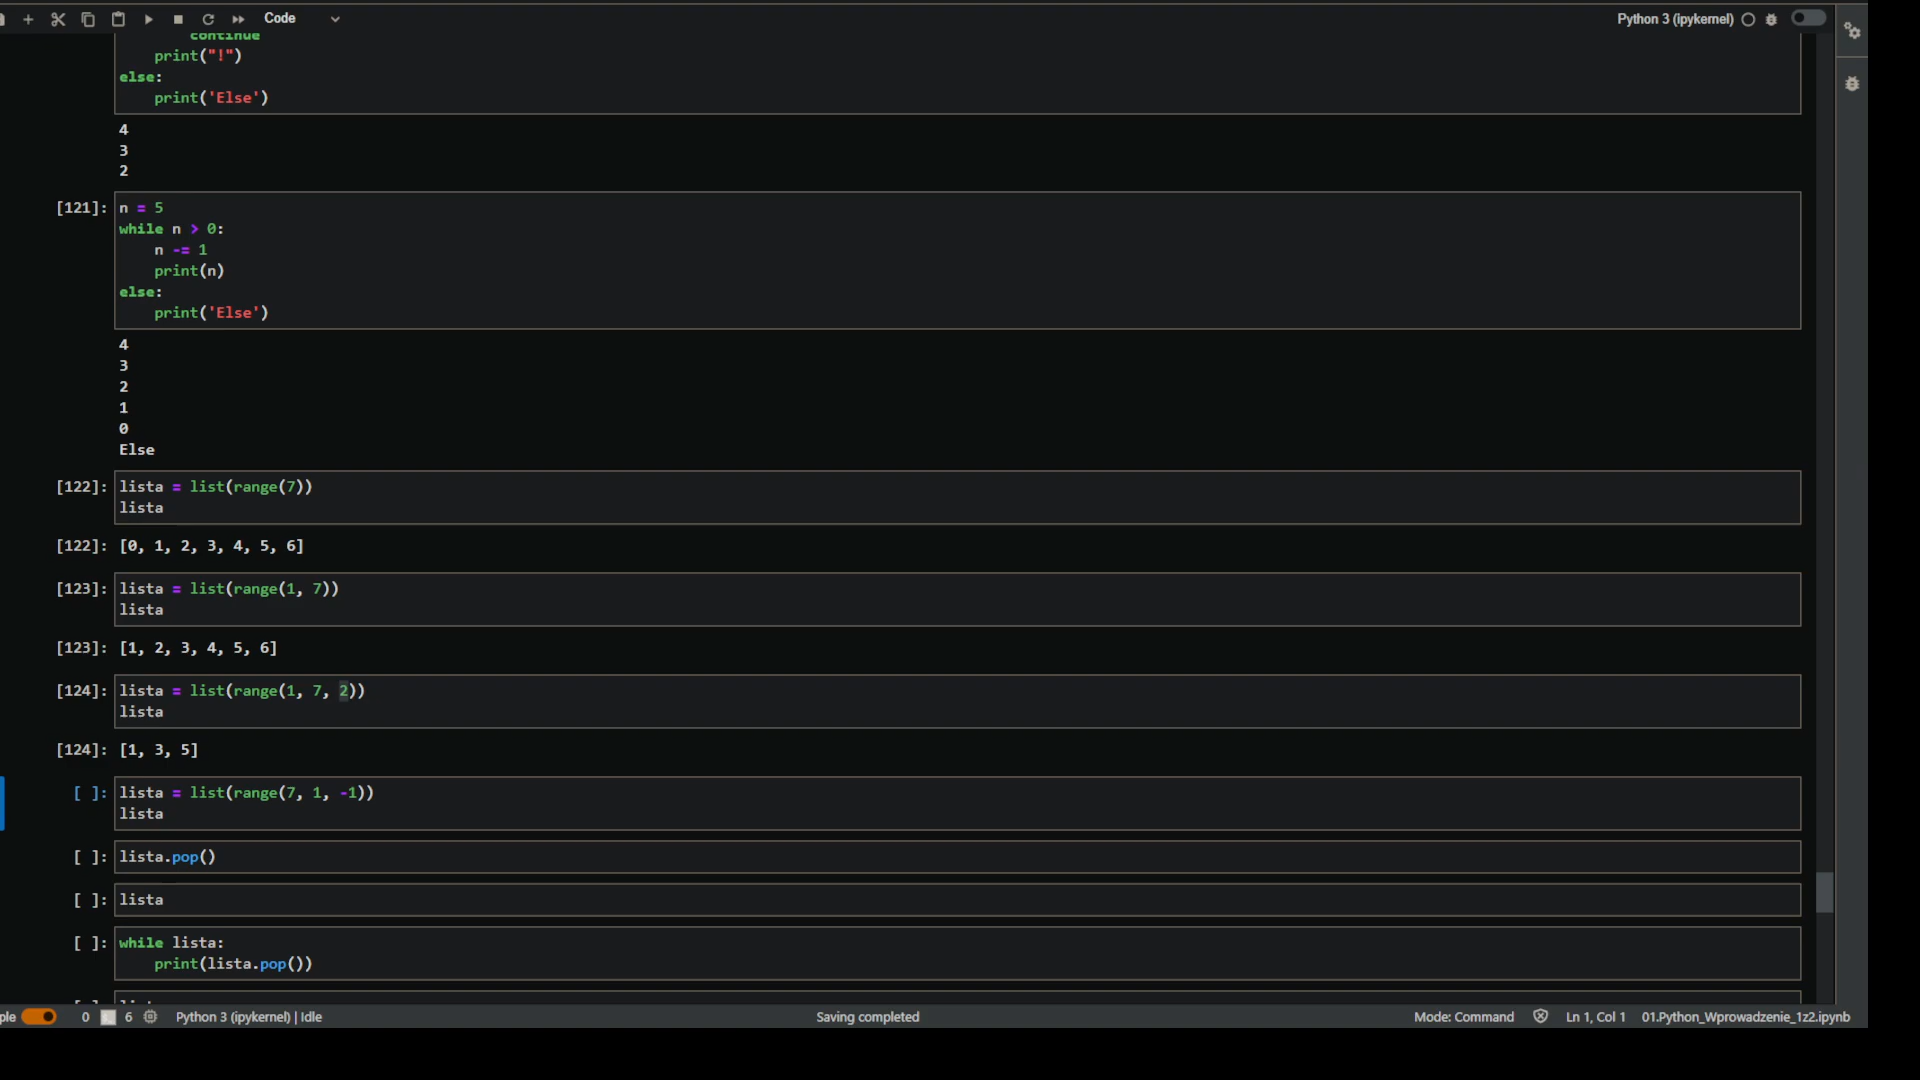 Code
Python 3 (ipykernel)
continue
print("!")
else:
print('Else')
4
3
2
[121]:
n = 5
while n > 0:
n -= 1
print(n)
else:
print('Else')
4
3
2
1
0
Else
[122]:
lista = list(range(7))
lista
[122]: [0, 1, 2, 3, 4, 5, 6]
[123]:
lista = list(range(1, 7))
lista
[123]: [1, 2, 3, 4, 5, 6]
[124]:
lista = list(range(1, 7, 2))
lista
[124]: [1, 3, 5]
[ ]:
lista = list(range(7, 1, -1))
lista
[ ]: lista.pop()
[ ]: lista
[ ]:
while lista:
print(lista.pop())
ple 0 6 Python 3 (ipykernel) | Idle Saving completed Mode: Command Ln 1, Col 1 01.Python_Wprowadzenie_1z2.ipynb